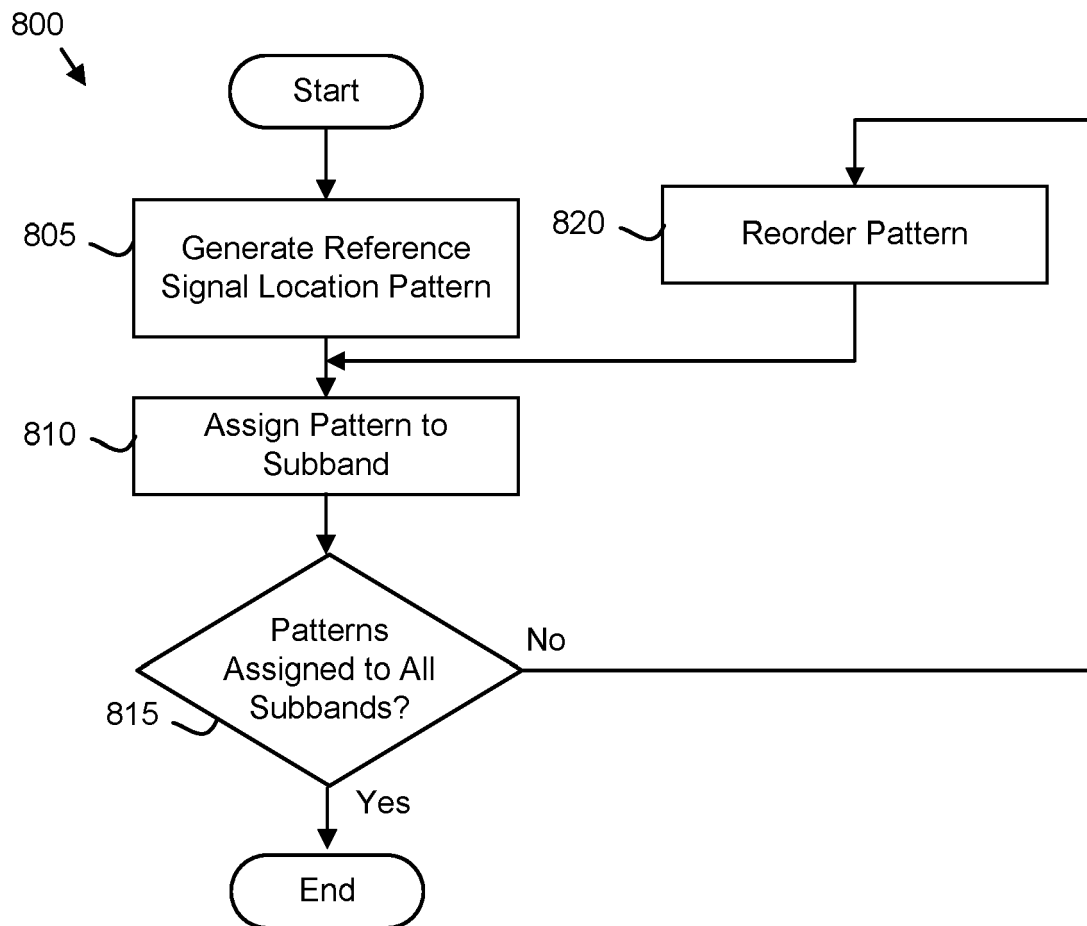 800
Start
805
Generate Reference
Signal Location Pattern
820
Reorder Pattern
810
Assign Pattern to
Subband
Patterns
Assigned to All
Subbands?
815
No
Yes
End